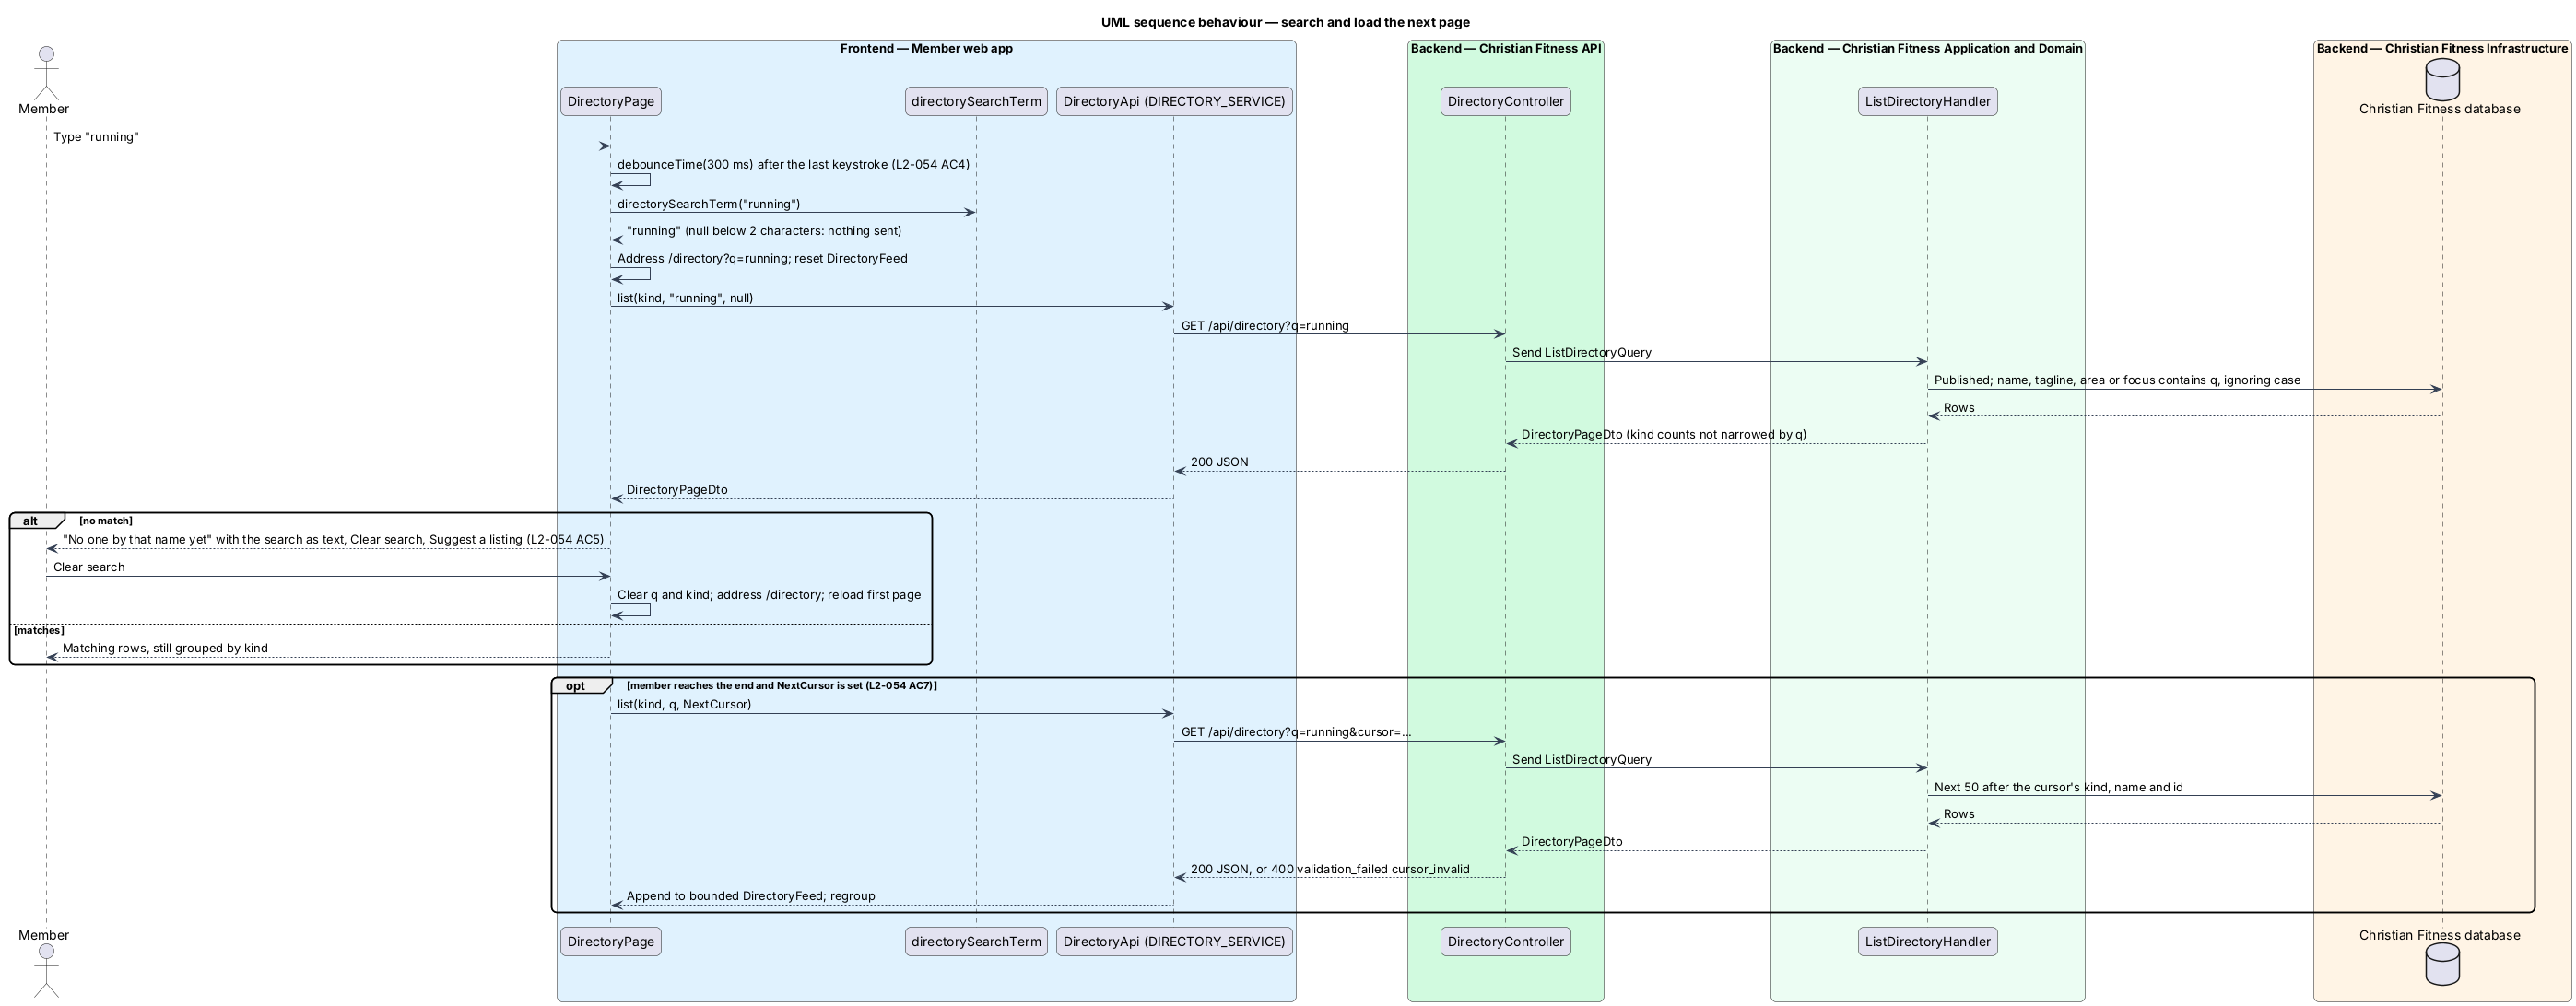 UML sequence behaviour — search and load the next page
Frontend — Member web app
Backend — Christian Fitness API
Backend — Christian Fitness Application and Domain
Backend — Christian Fitness Infrastructure
Member
DirectoryPage
directorySearchTerm
DirectoryApi (DIRECTORY_SERVICE)
DirectoryController
ListDirectoryHandler
Christian Fitness database
Type "running"
debounceTime(300 ms) after the last keystroke (L2-054 AC4)
directorySearchTerm("running")
"running" (null below 2 characters: nothing sent)
Address /directory?q=running; reset DirectoryFeed
list(kind, "running", null)
GET /api/directory?q=running
Send ListDirectoryQuery
Published; name, tagline, area or focus contains q, ignoring case
Rows
DirectoryPageDto (kind counts not narrowed by q)
200 JSON
DirectoryPageDto
alt [no match]
"No one by that name yet" with the search as text, Clear search, Suggest a listing (L2-054 AC5)
Clear search
Clear q and kind; address /directory; reload first page
[matches]
Matching rows, still grouped by kind
opt [member reaches the end and NextCursor is set (L2-054 AC7)]
list(kind, q, NextCursor)
GET /api/directory?q=running&cursor=...
Send ListDirectoryQuery
Next 50 after the cursor's kind, name and id
Rows
DirectoryPageDto
200 JSON, or 400 validation_failed cursor_invalid
Append to bounded DirectoryFeed; regroup
Member
DirectoryPage
directorySearchTerm
DirectoryApi (DIRECTORY_SERVICE)
DirectoryController
ListDirectoryHandler
Christian Fitness database